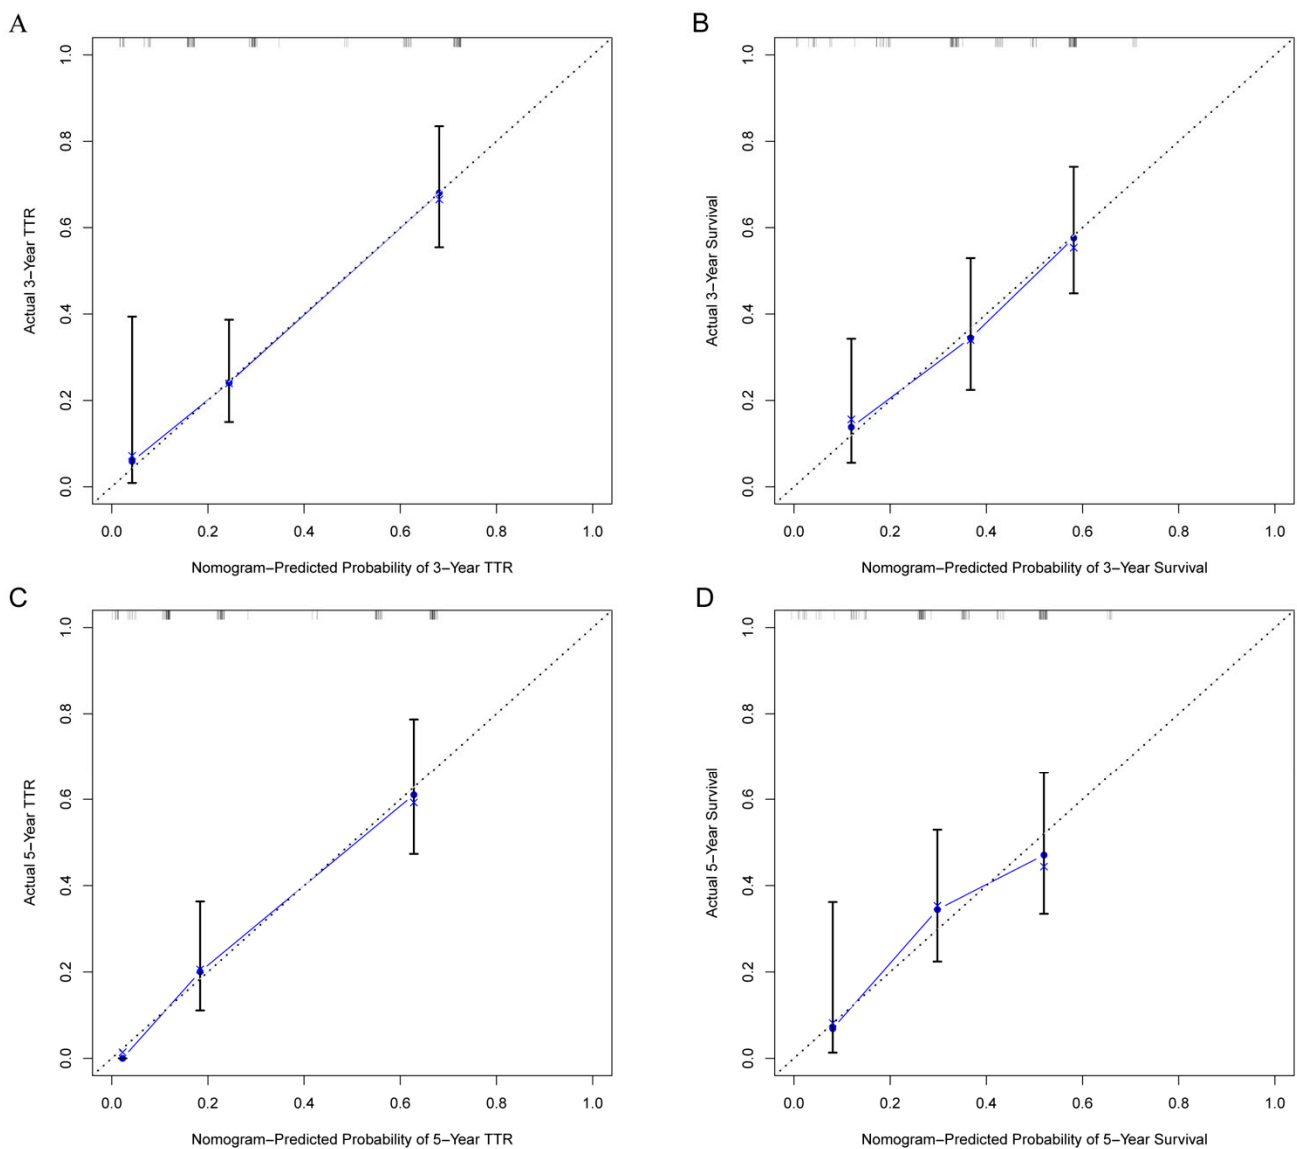 A
Actual 3−Year TTR
1.0
0.8
0.6
0.4
0.2
0.0
0.0 0.2 0.4 0.6 0.8 1.0
Nomogram−Predicted Probability of 3−Year TTR
B
Actual 3−Year Survival
1.0
0.8
0.6
0.4
0.2
0.0
0.0 0.2 0.4 0.6 0.8 1.0
Nomogram−Predicted Probability of 3−Year Survival
C
Actual 5−Year TTR
1.0
0.8
0.6
0.4
0.2
0.0
0.0 0.2 0.4 0.6 0.8 1.0
Nomogram−Predicted Probability of 5−Year TTR
D
Actual 5−Year Survival
1.0
0.8
0.6
0.4
0.2
0.0
0.0 0.2 0.4 0.6 0.8 1.0
Nomogram−Predicted Probability of 5−Year Survival